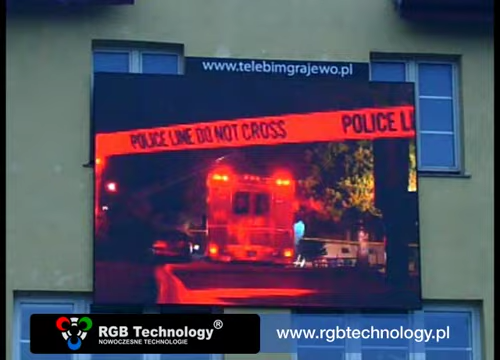 www.telebimgrajewo.pl
POLICE LINE DO NOT CROSS
POLICE LI
RGB Technology®
NOWOCZESNE TECHNOLOGIE
www.rgbtechnology.pl